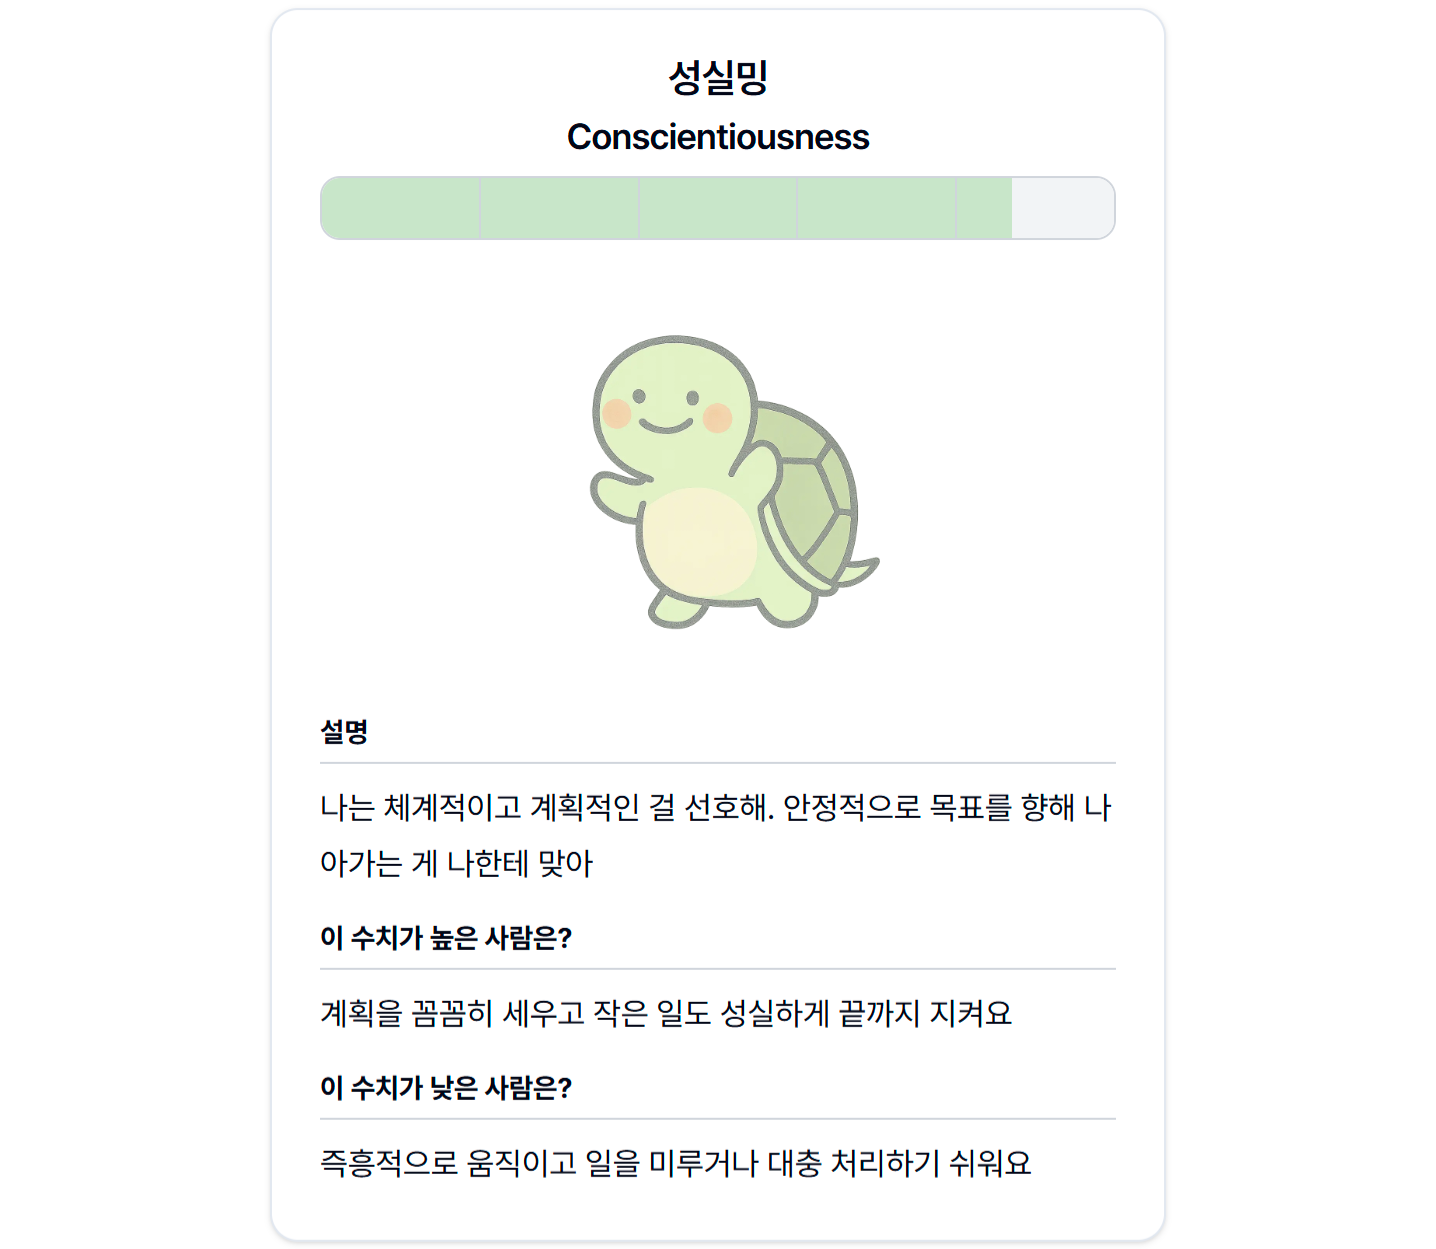 성실밍
Conscientiousness
설명
나는 체계적이고 계획적인 걸 선호해. 안정적으로 목표를 향해 나
아가는 게 나한테 맞아
이 수치가 높은 사람은?
계획을 꼼꼼히 세우고 작은 일도 성실하게 끝까지 지켜요
이 수치가 낮은 사람은?
즉흥적으로 움직이고 일을 미루거나 대충 처리하기 쉬워요